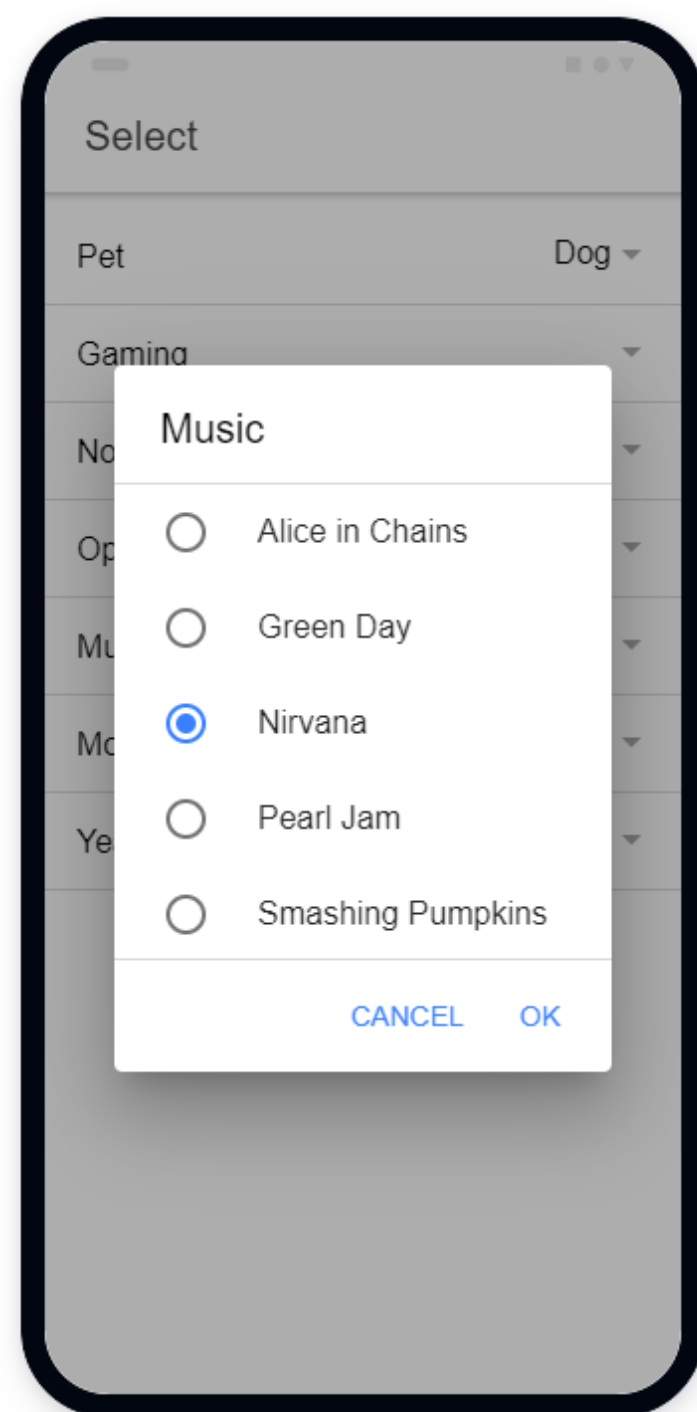 Select
Pet Dog
Gaming
Music
Alice in Chains
Green Day
Nirvana
Pearl Jam
Smashing Pumpkins
CANCEL OK